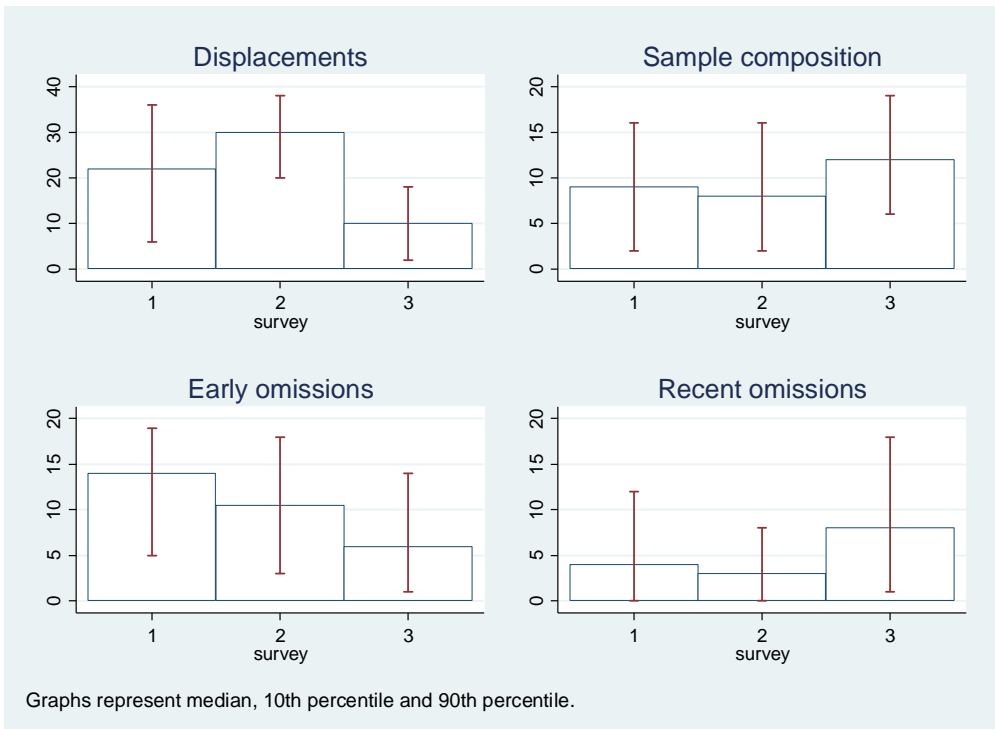 Displacements
40
30
20
10
0
1 2 3
survey
Sample composition
20
15
10
5
0
1 2 3
survey
Early omissions
20
15
10
5
0
1 2 3
survey
Recent omissions
20
15
10
5
0
1 2 3
survey
Graphs represent median, 10th percentile and 90th percentile.